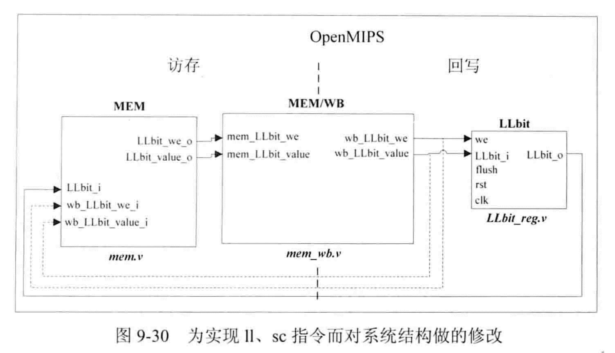 OpenMIPS
访存
回写
MEM
MEM/WB
LLbit
LLbit_we_o
LLbit_value_o
LLbit_i
wb_LLbit_we_i
wb_LLbit_value_i
mem.v
mem_LLbit_we
mem_LLbit_value
wb_LLbit_we
wb_LLbit_value
mem_wb.v
we
LLbit_i
LLbit_o
flush
rst
clk
LLbit_reg.v
图 9-30 为实现 ll、sc 指令而对系统结构做的修改